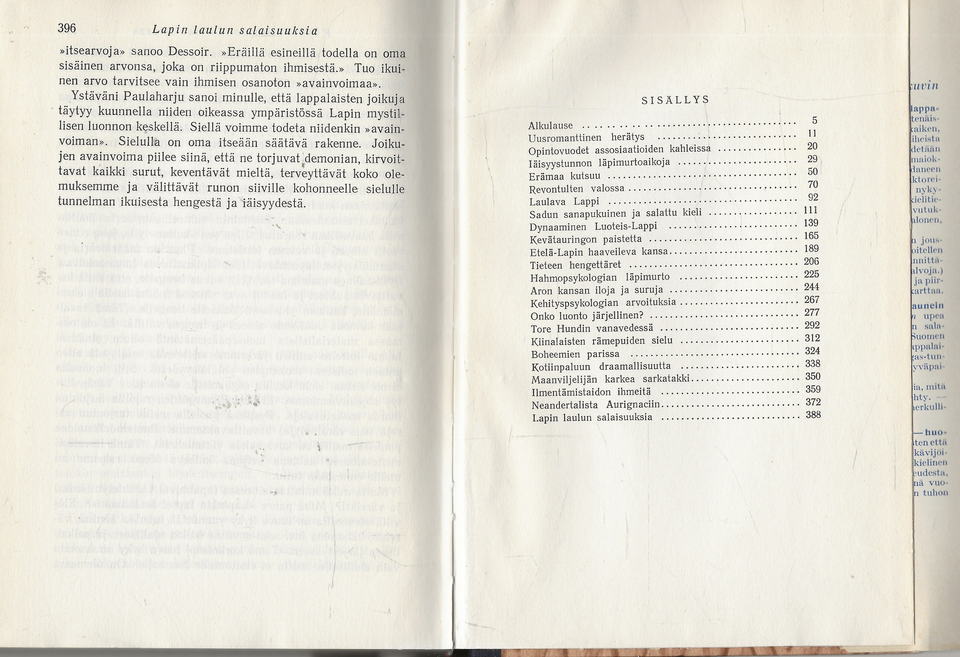 396 Lapin laulun salaisuuksia
»itsearvoja» sanoo Dessoir. »Eräillä esineillä todella on oma
sisäinen arvonsa, joka on riippumaton ihmisestä.» Tuo ikui-
nen arvo tarvitsee vain ihmisen osanoton »avainvoimaa».
Ystäväni Paulaharju sanoi minulle, että lappalaisten joikuja
täytyy kuunnella niiden oikeassa ympäristössä Lapin mystil-
lisen luonnon keskellä. Siellä voimme todeta niidenkin »avain-
voiman». Sielulla on oma itseään säätävä rakenne. Joiku-
jen avainvoima piilee siinä, että ne torjuvat demonian, kirvoit-
tavat kaikki surut, keventävät mieltä, terveyttävät koko ole-
muksemme ja välittävät runon siiville kohonneelle sielulle
tunnelman ikuisesta hengestä ja iäisyydestä.
SISÄLLYS
Alkulause 5
Uusromanttinen herätys 11
Opintovuodet assosiaatioiden kahleissa 20
Iäisyystunnon läpimurtoaikoja 29
Erämaa kutsuu 50
Revontulten valossa 70
Laulava Lappi 92
Sadun sanapukuinen ja salattu kieli 111
Dynaaminen Luoteis-Lappi 139
Kevätauringon paistetta 165
Etelä-Lapin haaveileva kansa 189
Tieteen hengettäret 206
Hahmopsykologian läpimurto 225
Aron kansan iloja ja suruja 244
Kehityspsykologian arvoituksia 267
Onko luonto järjellinen? 277
Tore Hundin vanavedessä 292
Kiinalaisten rämepuiden sielu 312
Boheemien parissa 324
Kotiinpaluun draamallisuutta 338
Maanviljelijän karkea sarkatakki 350
Ilmentämistaidon ihmeitä 359
Neandertalista Aurignaciin 372
Lapin laulun salaisuuksia 388